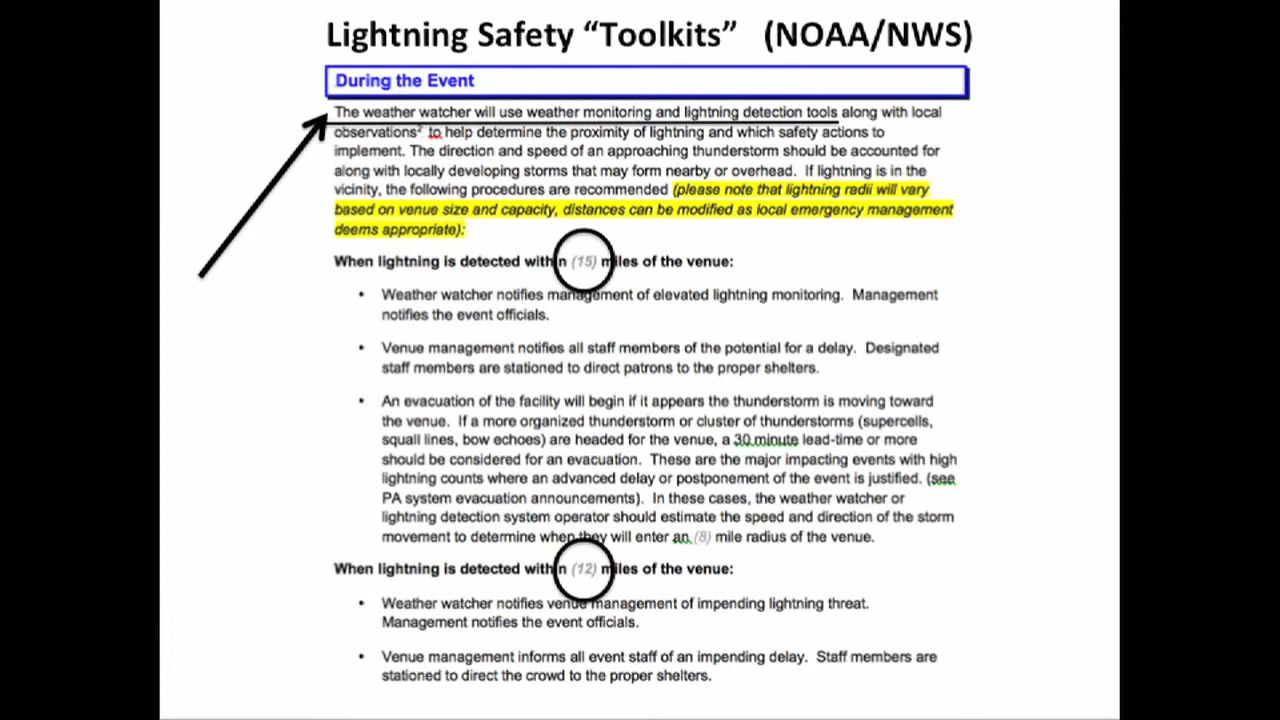 Lightning Safety “Toolkits” (NOAA/NWS)
During the Event
The weather watcher will use weather monitoring and lightning detection tools along with local
observations² to help determine the proximity of lightning and which safety actions to
implement. The direction and speed of an approaching thunderstorm should be accounted for
along with locally developing storms that may form nearby or overhead. If lightning is in the
vicinity, the following procedures are recommended (please note that lightning radii will vary
based on venue size and capacity, distances can be modified as local emergency management
deems appropriate):
When lightning is detected within (15) miles of the venue:
• Weather watcher notifies management of elevated lightning monitoring. Management
notifies the event officials.
• Venue management notifies all staff members of the potential for a delay. Designated
staff members are stationed to direct patrons to the proper shelters.
• An evacuation of the facility will begin if it appears the thunderstorm is moving toward
the venue. If a more organized thunderstorm or cluster of thunderstorms (supercells,
squall lines, bow echoes) are headed for the venue, a 30 minute lead-time or more
should be considered for an evacuation. These are the major impacting events with high
lightning counts where an advanced delay or postponement of the event is justified. (see
PA system evacuation announcements). In these cases, the weather watcher or
lightning detection system operator should estimate the speed and direction of the storm
movement to determine when they will enter an (8) mile radius of the venue.
When lightning is detected within (12) miles of the venue:
• Weather watcher notifies venue management of impending lightning threat.
Management notifies the event officials.
• Venue management informs all event staff of an impending delay. Staff members are
stationed to direct the crowd to the proper shelters.